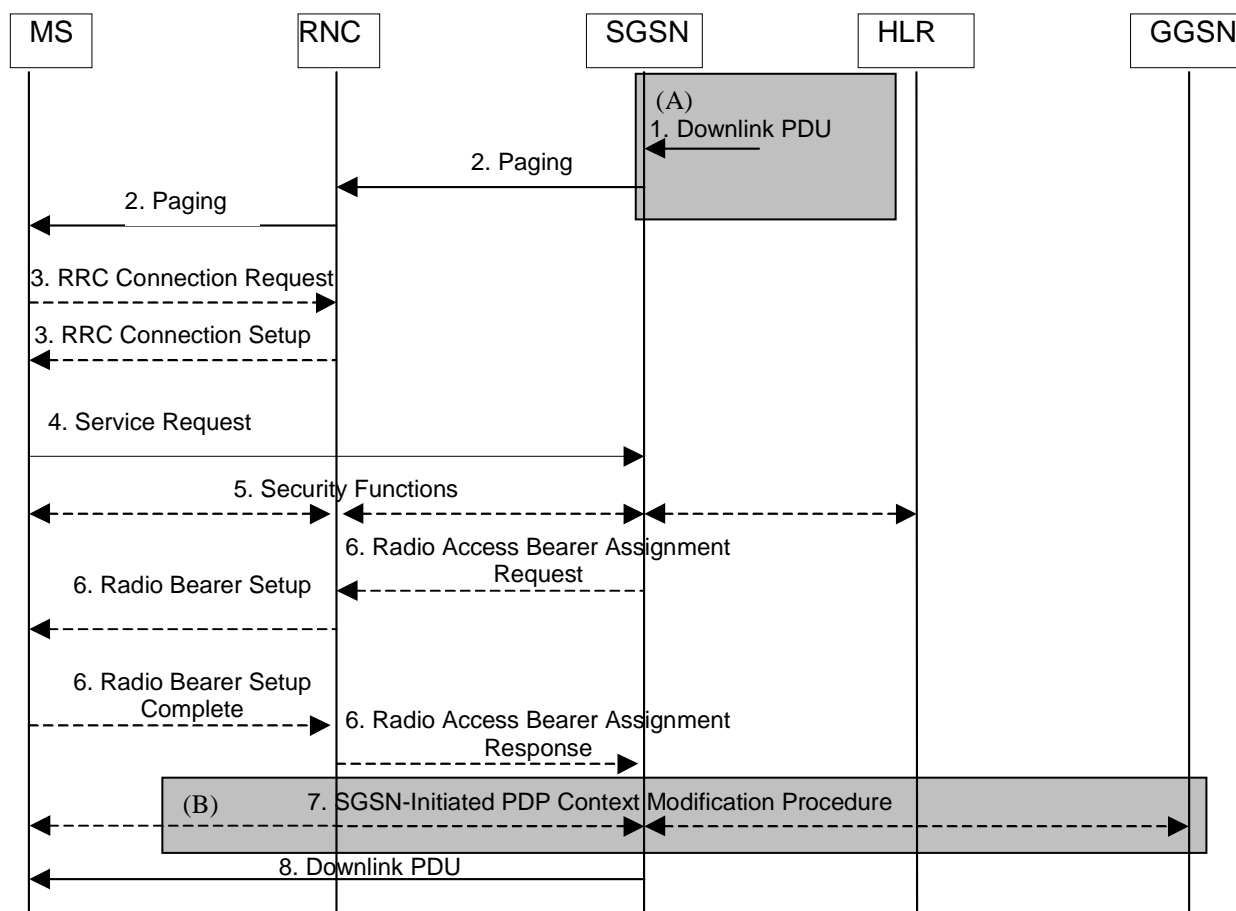 MS
RNC
SGSN
HLR
GGSN
(A)
1. Downlink PDU
2. Paging
2. Paging
3. RRC Connection Request
3. RRC Connection Setup
4. Service Request
5. Security Functions
6. Radio Access Bearer Assignment
Request
6. Radio Bearer Setup
6. Radio Bearer Setup
Complete
6. Radio Access Bearer Assignment
Response
(B)
7. SGSN-Initiated PDP Context Modification Procedure
8. Downlink PDU